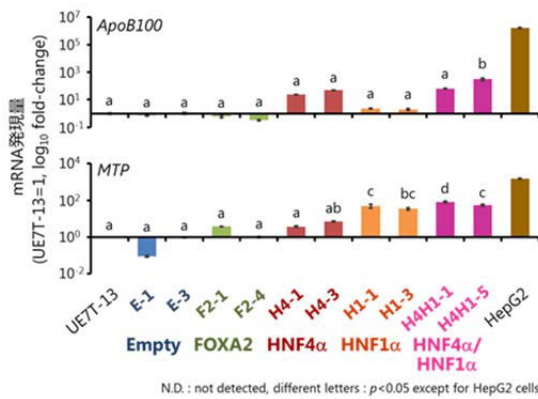 ApoB100
10⁷
10⁵
10³
10¹
10⁻¹
a a a a a a a a a a b
mRNA発現量
(UE7T-13=1, log₁₀ fold-change)
MTP
10⁴
10²
10⁰
10⁻²
a a a a a a ab c bc d c
UE7T-13 E-1 E-3 F2-1 F2-4 H4-1 H4-3 H1-1 H1-3 H4H1-1 H4H1-5 HepG2
Empty FOXA2 HNF4α HNF1α HNF4α/
HNF1α
N.D. : not detected, different letters : p<0.05 except for HepG2 cells